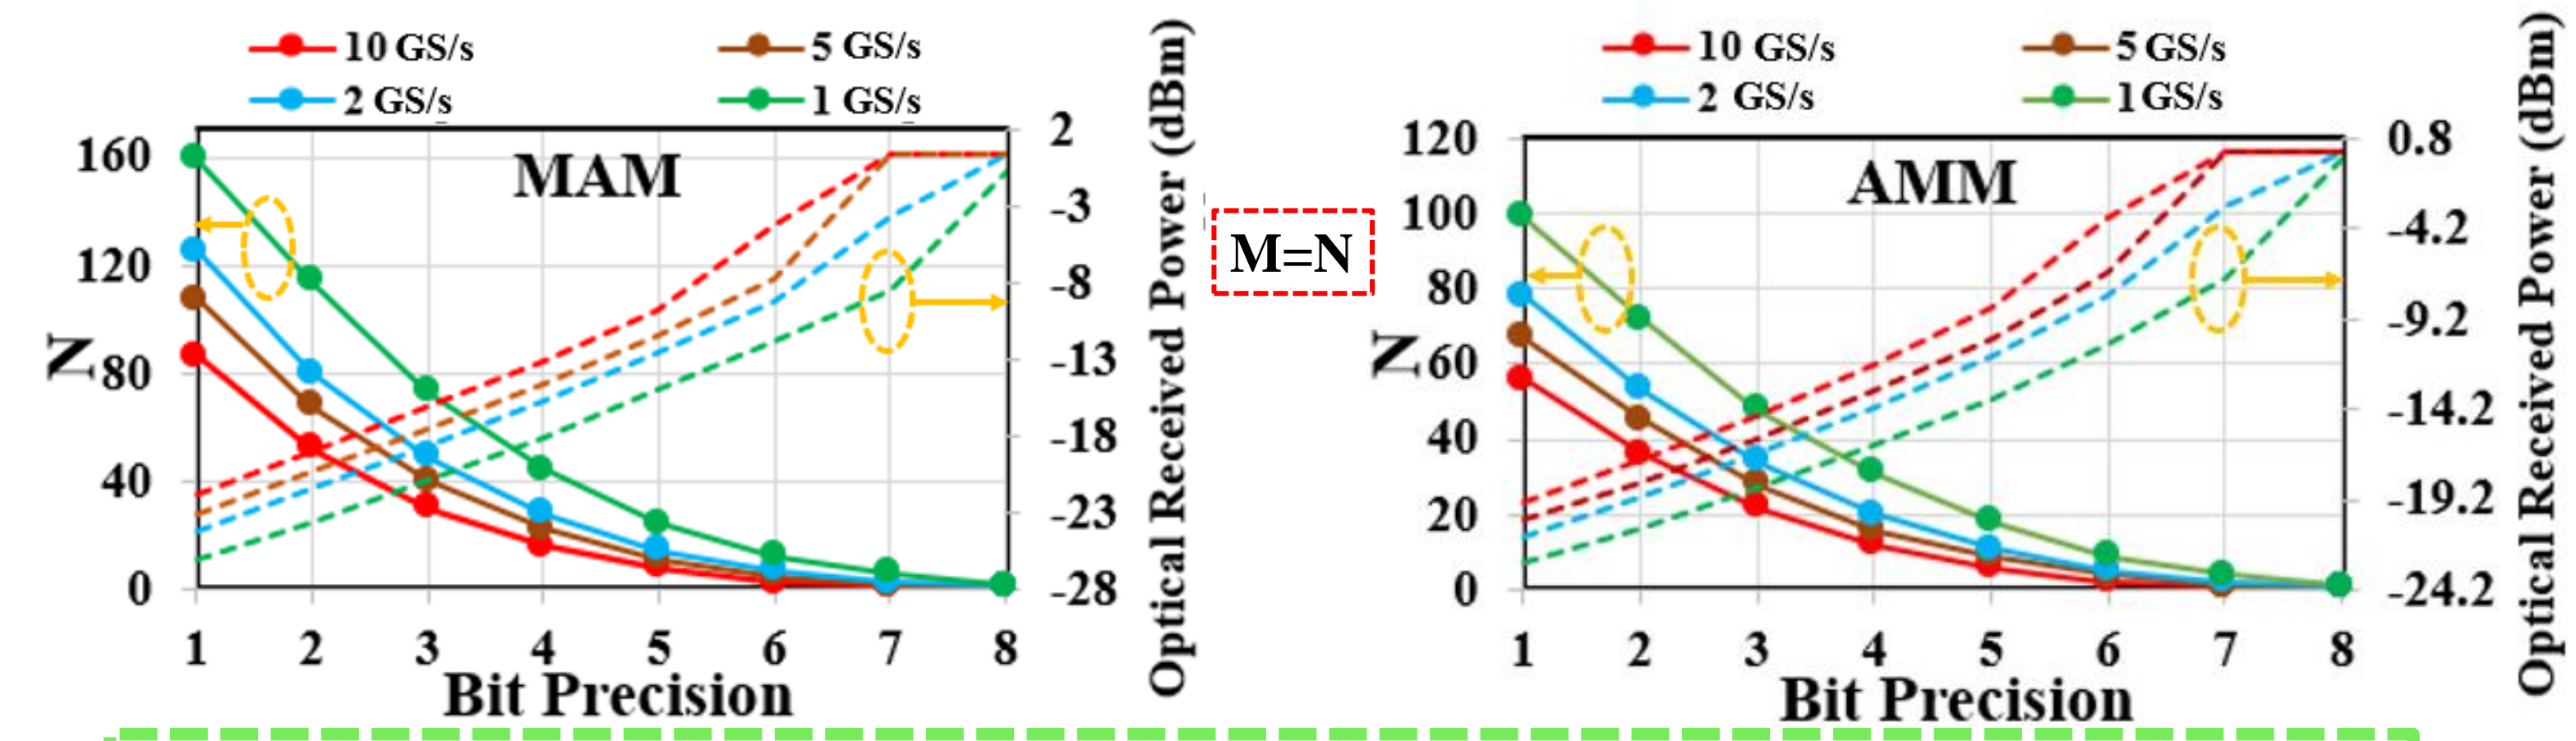 10 GS/s
5 GS/s
2 GS/s
1 GS/s
MAM
160
120
80
40
0
N
2
-3
-8
-13
-18
-23
-28
Optical Received Power (dBm)
1 2 3 4 5 6 7 8
Bit Precision
M=N
10 GS/s
5 GS/s
2 GS/s
1 GS/s
AMM
120
100
80
60
40
20
0
N
0.8
-4.2
-9.2
-14.2
-19.2
-24.2
Optical Received Power (dBm)
1 2 3 4 5 6 7 8
Bit Precision